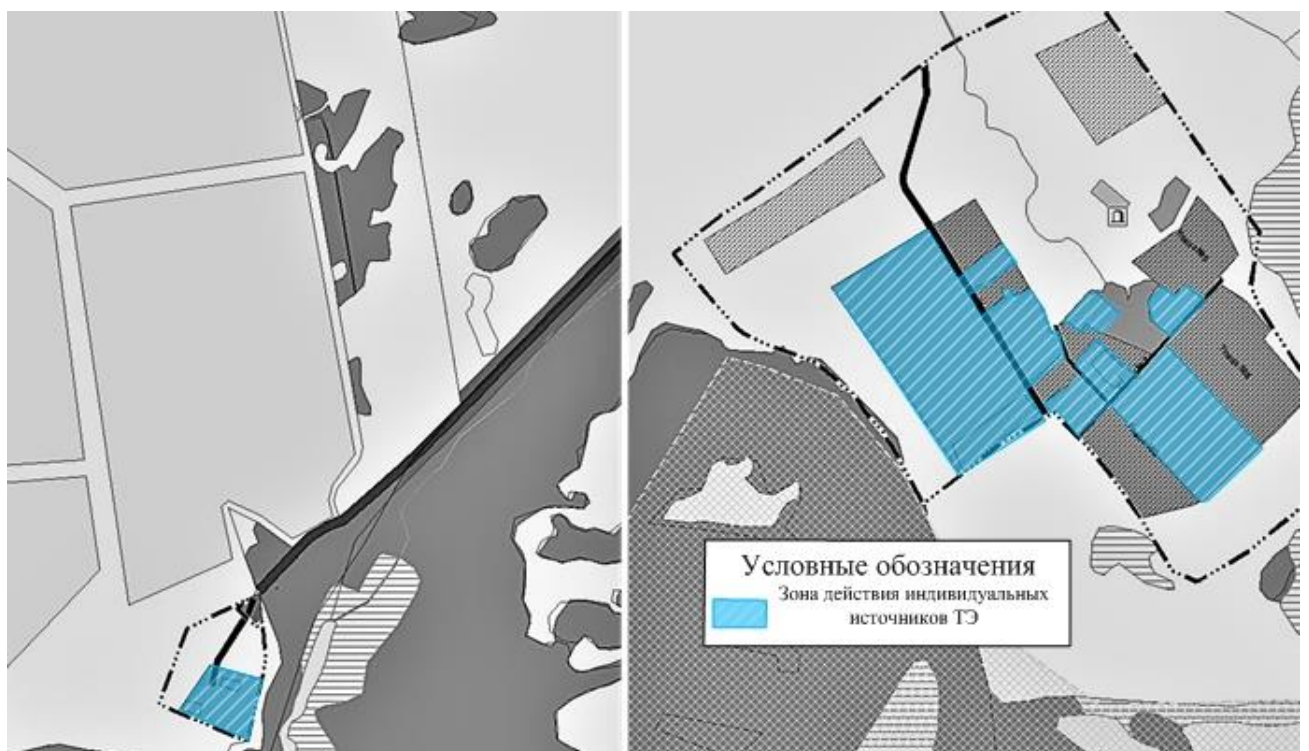 Условные обозначения
Зона действия индивидуальных
источников ТЭ